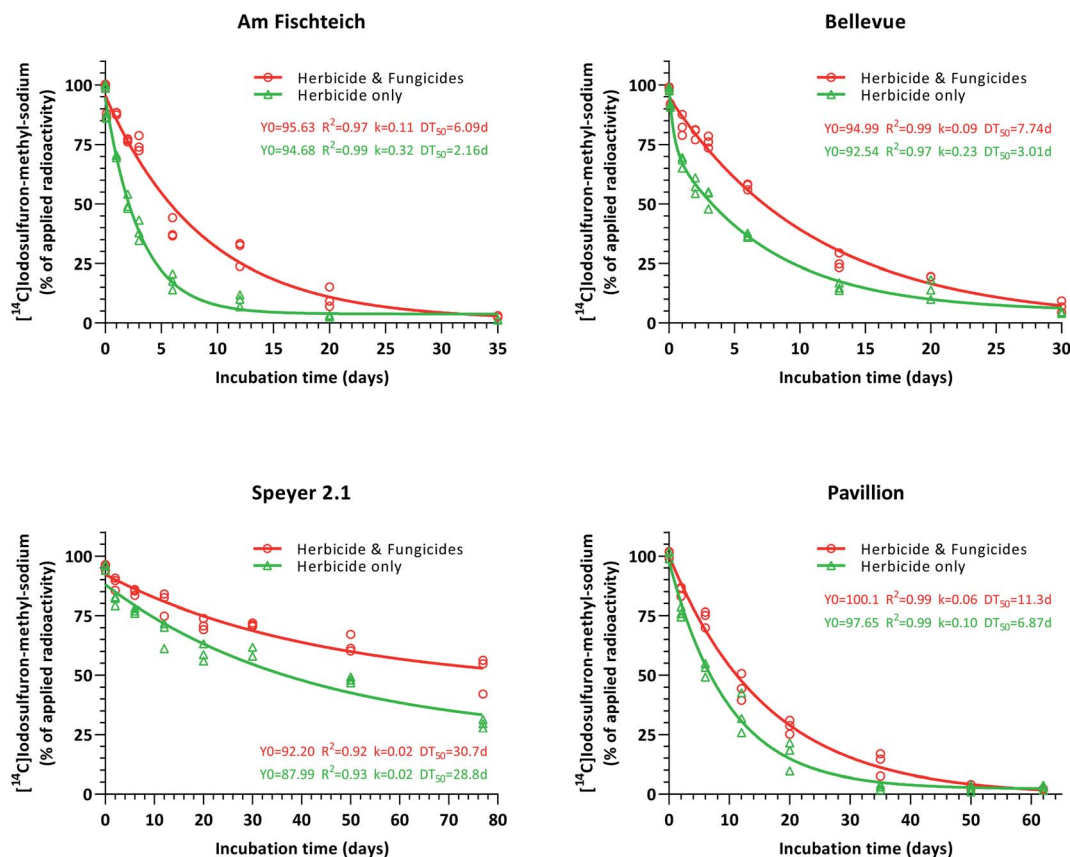 Am Fischteich
Herbicide & Fungicides
Herbicide only
Y0=95.63 R²=0.97 k=0.11 DT₅₀=6.09d
Y0=94.68 R²=0.99 k=0.32 DT₅₀=2.16d
[¹⁴C]Iodosulfuron-methyl-sodium
(% of applied radioactivity)
100
75
50
25
0
0 5 10 15 20 25 30 35
Incubation time (days)
Bellevue
Herbicide & Fungicides
Herbicide only
Y0=94.99 R²=0.99 k=0.09 DT₅₀=7.74d
Y0=92.54 R²=0.97 k=0.23 DT₅₀=3.01d
[¹⁴C]Iodosulfuron-methyl-sodium
(% of applied radioactivity)
100
75
50
25
0
0 5 10 15 20 25 30
Incubation time (days)
Speyer 2.1
Herbicide & Fungicides
Herbicide only
[¹⁴C]Iodosulfuron-methyl-sodium
(% of applied radioactivity)
100
75
50
25
0
Y0=92.20 R²=0.92 k=0.02 DT₅₀=30.7d
Y0=87.99 R²=0.93 k=0.02 DT₅₀=28.8d
0 10 20 30 40 50 60 70 80
Incubation time (days)
Pavillion
Herbicide & Fungicides
Herbicide only
Y0=100.1 R²=0.99 k=0.06 DT₅₀=11.3d
Y0=97.65 R²=0.99 k=0.10 DT₅₀=6.87d
[¹⁴C]Iodosulfuron-methyl-sodium
(% of applied radioactivity)
100
75
50
25
0
0 10 20 30 40 50 60
Incubation time (days)